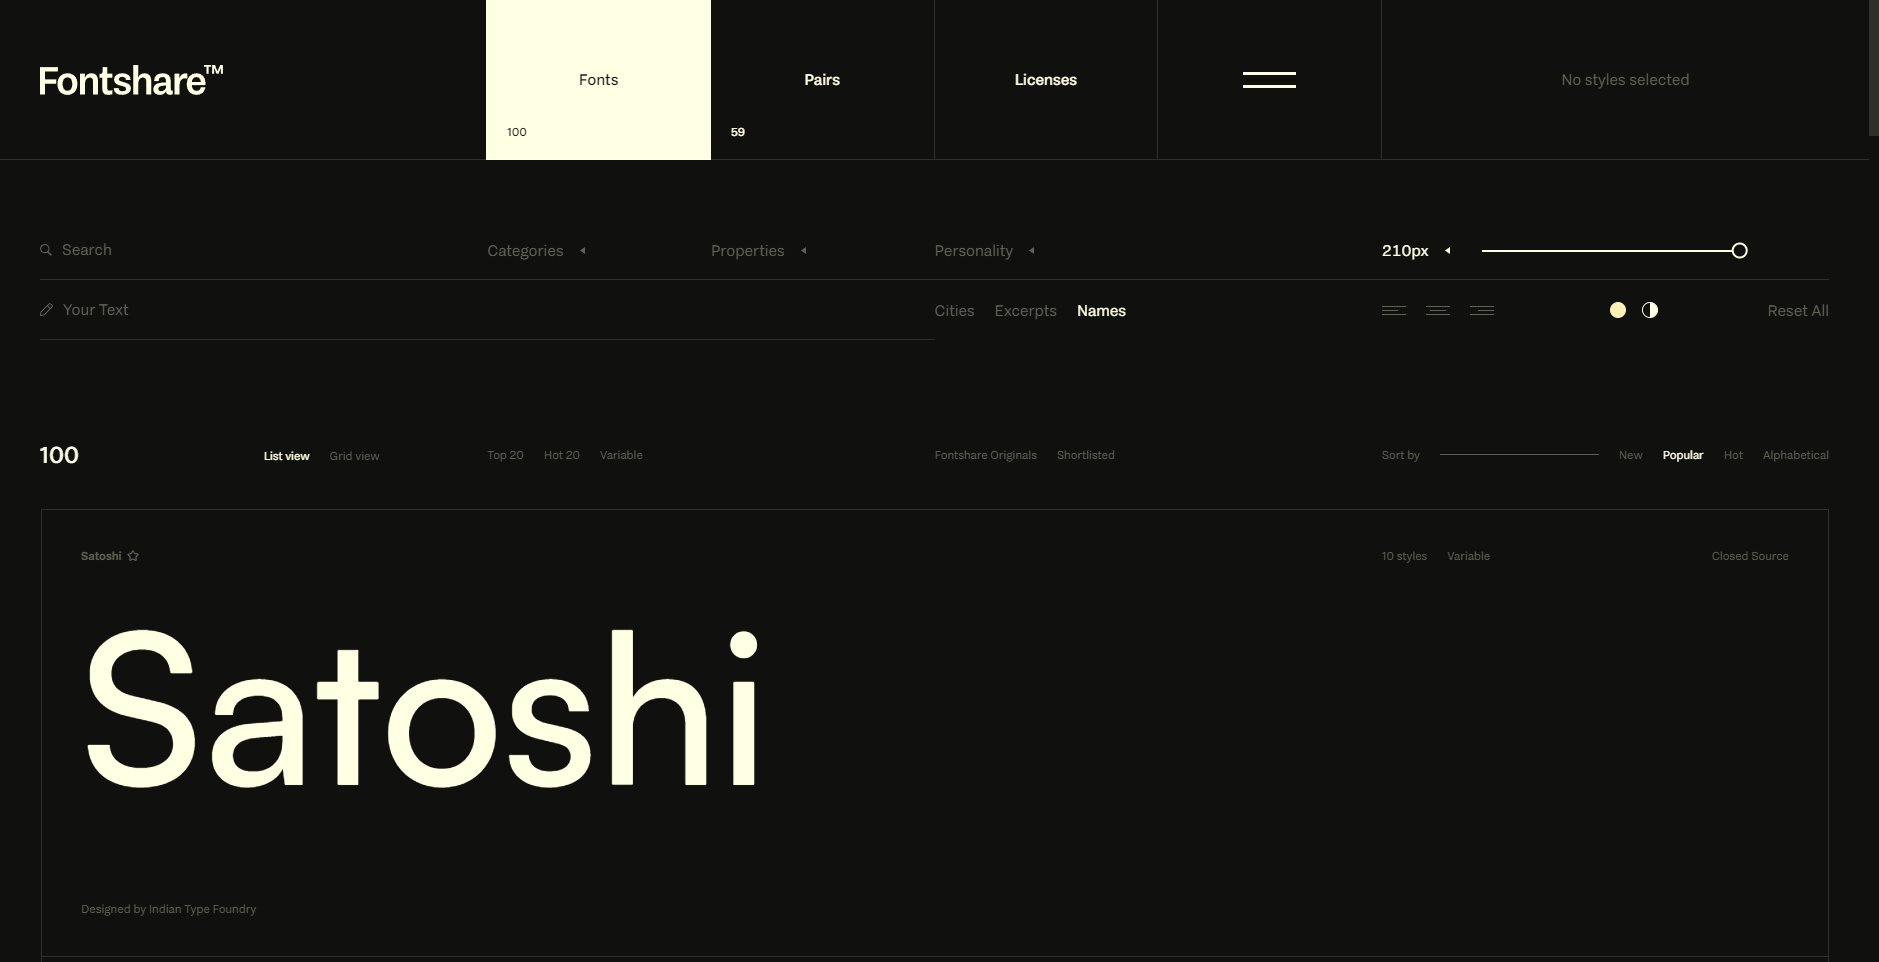 Fontshare™
Fonts
100
Pairs
59
Licenses
No styles selected
Search
Categories
Properties
Personality
210px
Your Text
Cities Excerpts Names
Reset All
100
List view Grid view
Top 20 Hot 20 Variable
Fontshare Originals Shortlisted
Sort by New Popular Hot Alphabetical
Satoshi
10 styles Variable
Closed Source
Satoshi
Designed by Indian Type Foundry